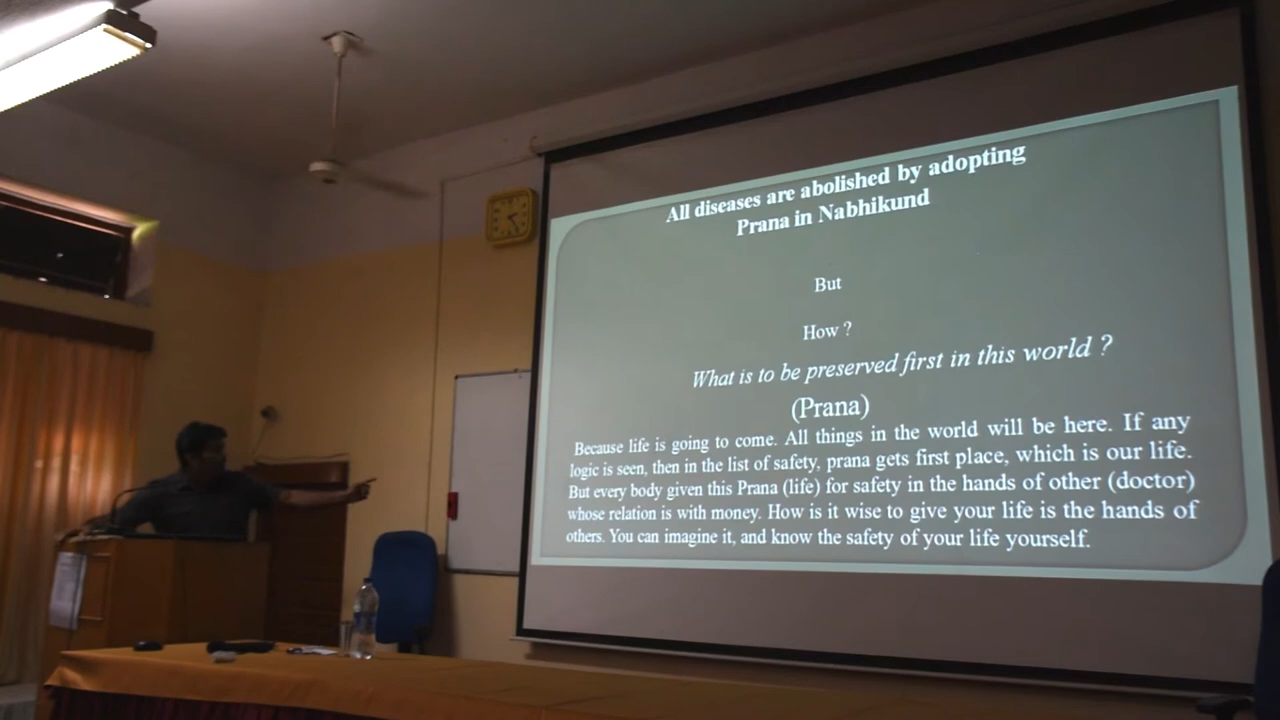 All diseases are abolished by adopting
Prana in Nabhikund
But
How ?
What is to be preserved first in this world ?
(Prana)
Because life is going to come. All things in the world will be here. If any
logic is seen, then in the list of safety, prana gets first place, which is our life.
But every body given this Prana (life) for safety in the hands of other (doctor)
whose relation is with money. How is it wise to give your life is the hands of
others. You can imagine it, and know the safety of your life yourself.